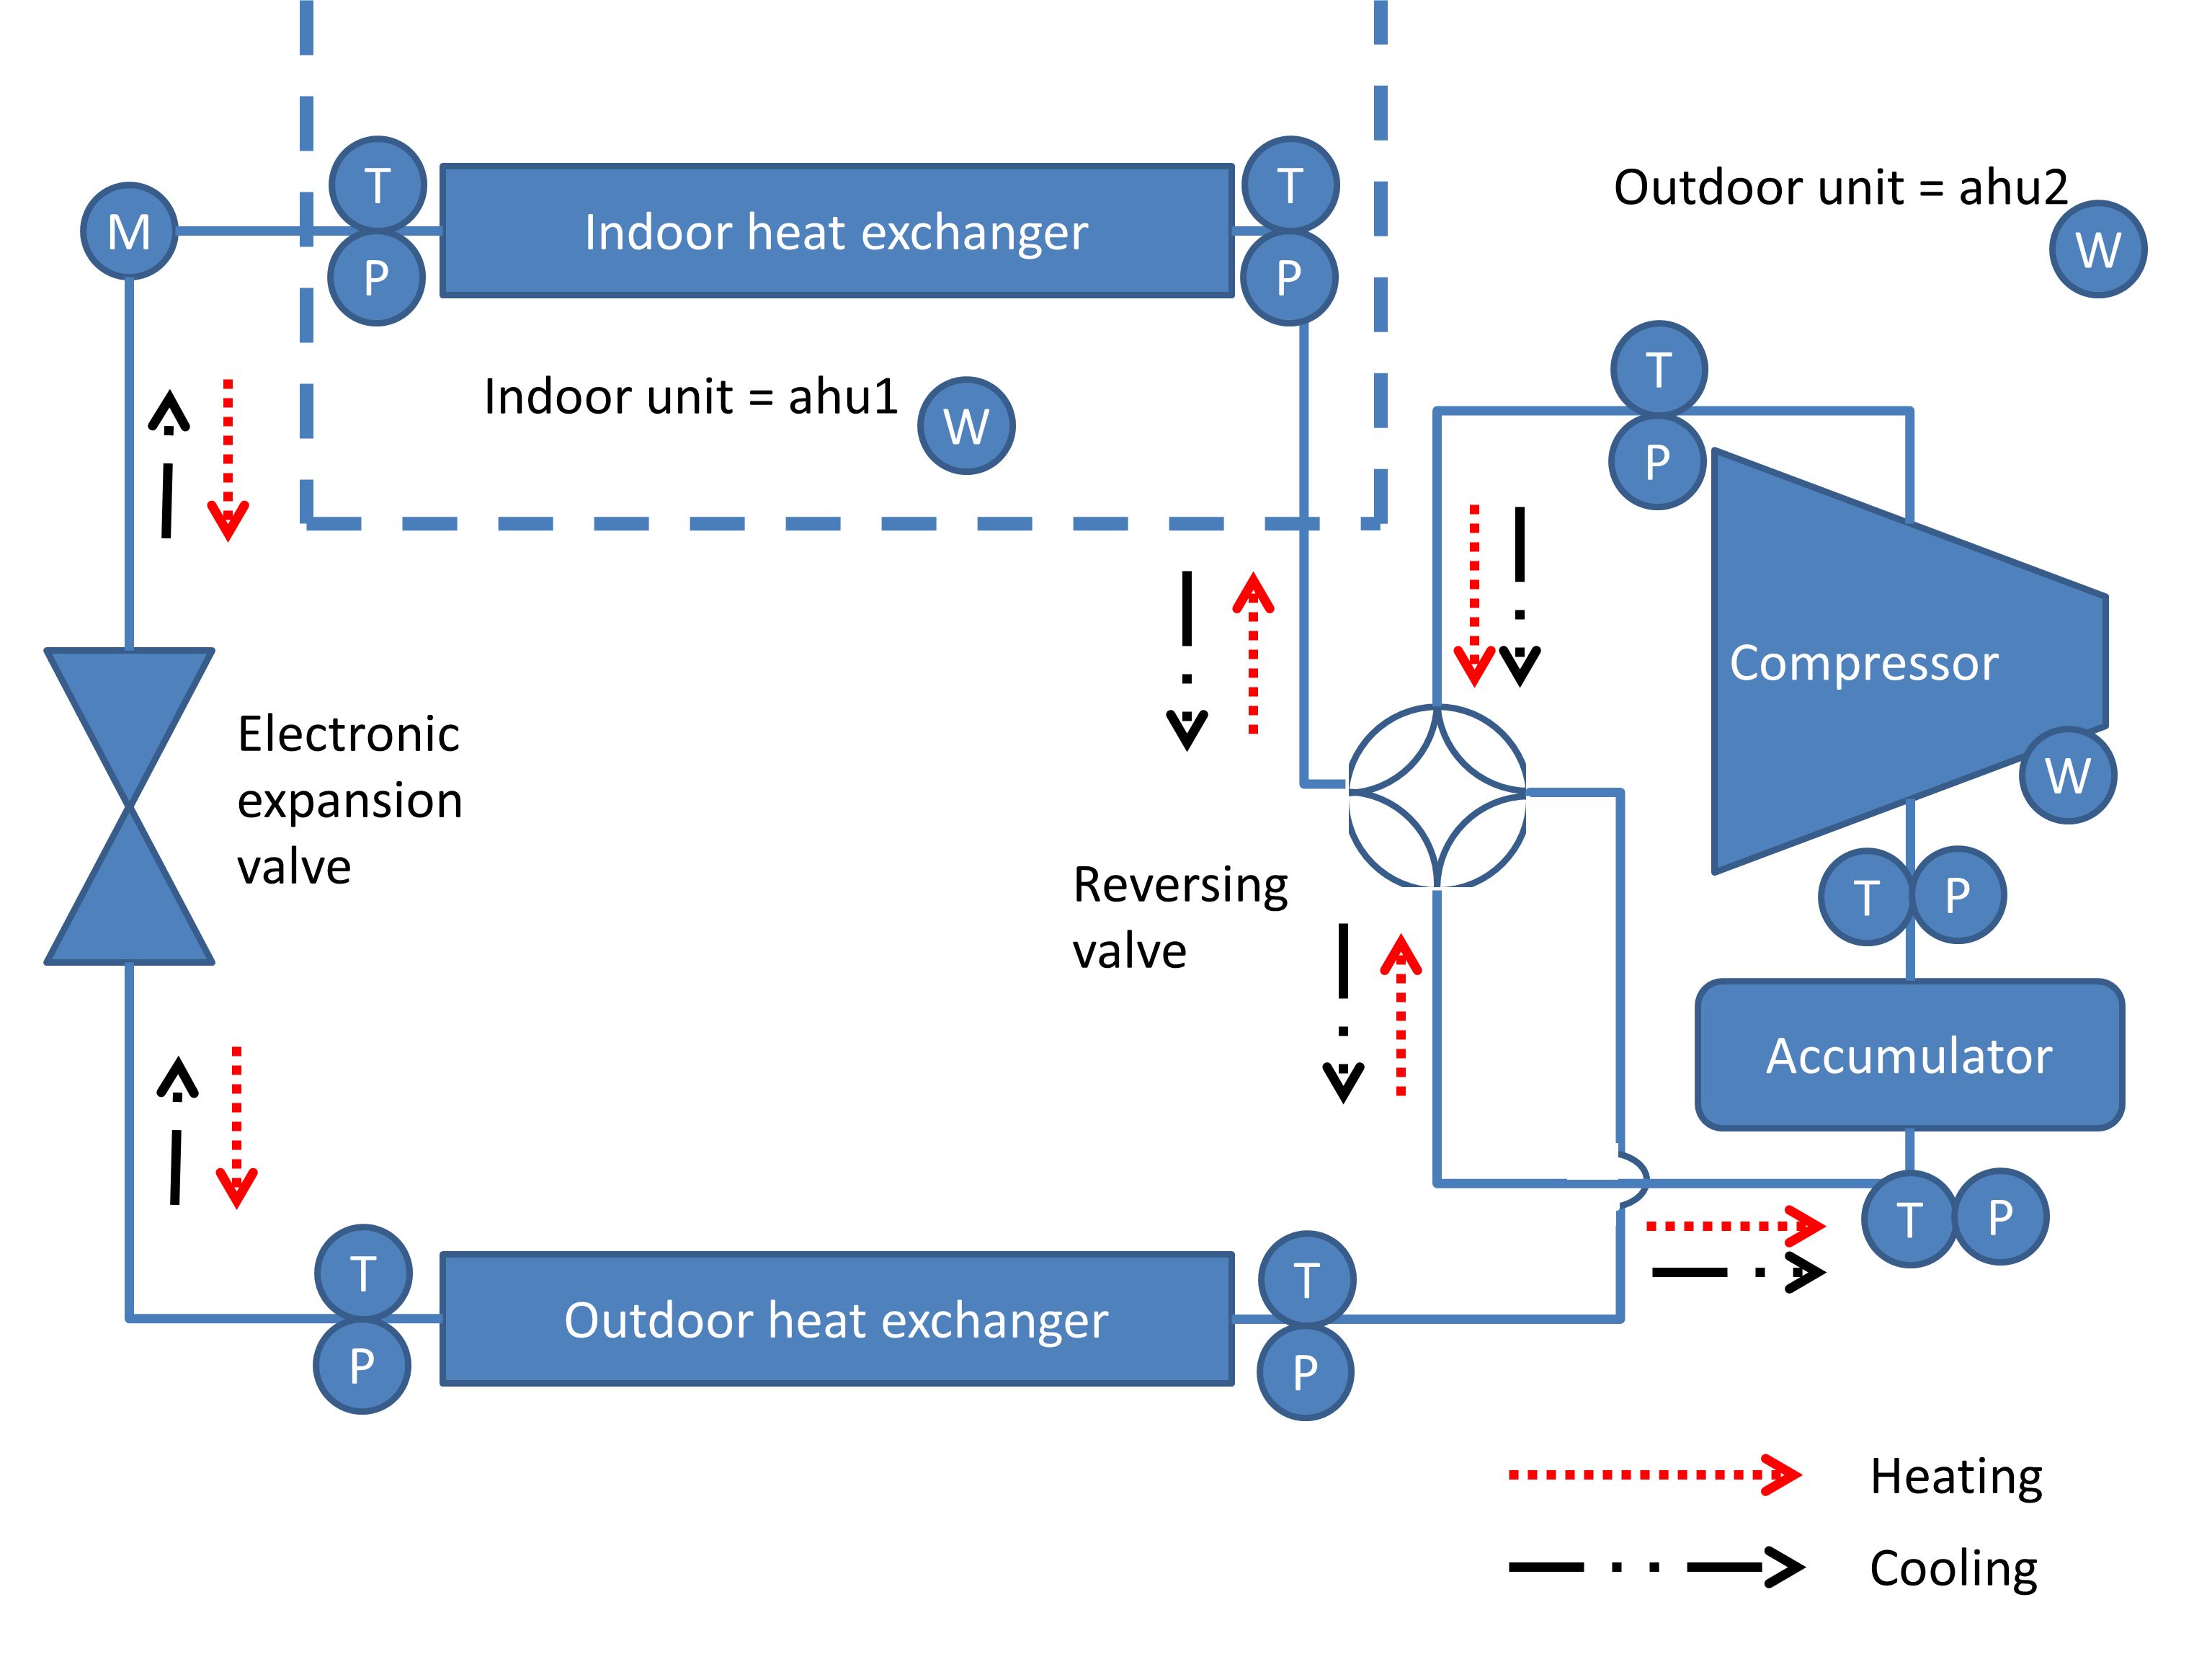 T
T
Outdoor unit = ahu2
M
Indoor heat exchanger
W
P
P
T
Indoor unit = ahu1
W
P
Compressor
Electronic
expansion
valve
W
Reversing
valve
T
P
Accumulator
T
P
T
T
Outdoor heat exchanger
P
P
Heating
Cooling